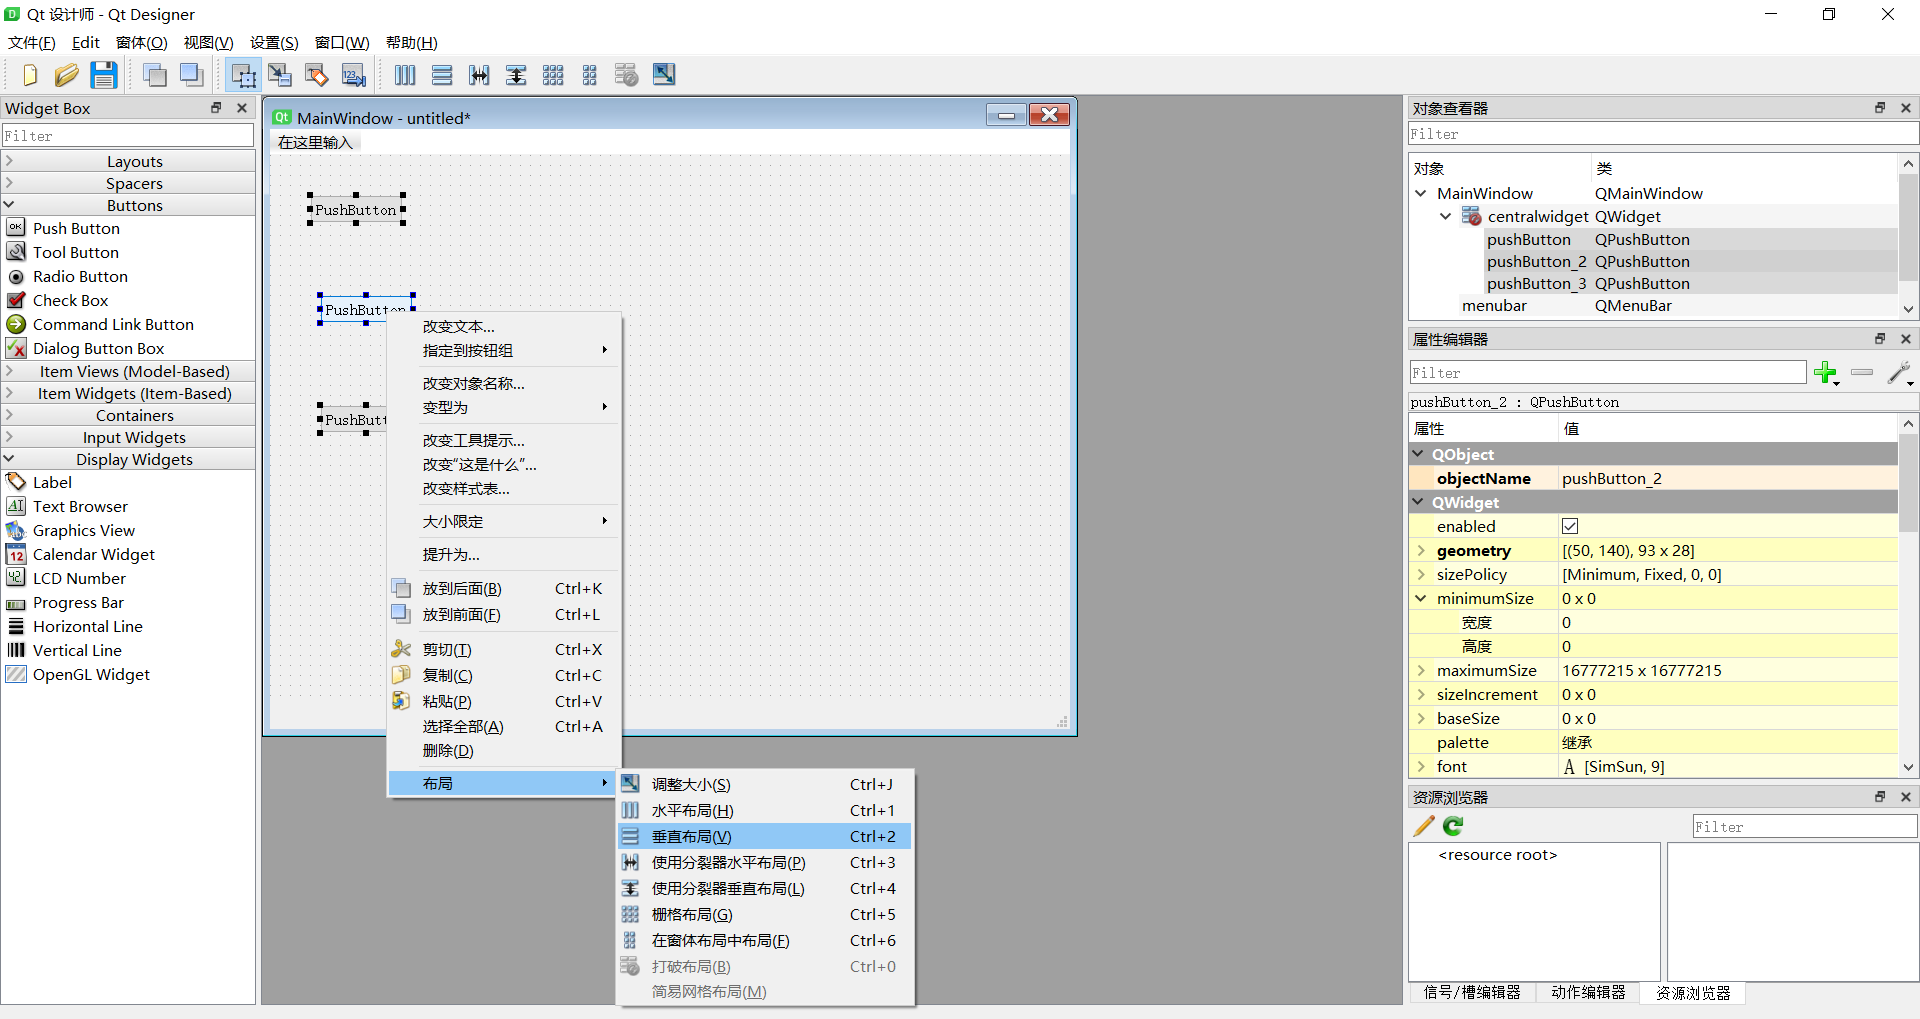 Qt 设计师 - Qt Designer
文件(F) Edit 窗体(O) 视图(V) 设置(S) 窗口(W) 帮助(H)
Widget Box
Filter
Layouts
Spacers
Buttons
Push Button
Tool Button
Radio Button
Check Box
Command Link Button
Dialog Button Box
Item Views (Model-Based)
Item Widgets (Item-Based)
Containers
Input Widgets
Display Widgets
Label
Text Browser
Graphics View
Calendar Widget
LCD Number
Progress Bar
Horizontal Line
Vertical Line
OpenGL Widget
MainWindow - untitled*
在这里输入
PushButton
PushButton
PushButt
改变文本...
指定到按钮组
改变对象名称...
变型为
改变工具提示...
改变“这是什么”...
改变样式表...
大小限定
提升为...
放到后面(B) Ctrl+K
放到前面(F) Ctrl+L
剪切(T) Ctrl+X
复制(C) Ctrl+C
粘贴(P) Ctrl+V
选择全部(A) Ctrl+A
删除(D)
布局
调整大小(S) Ctrl+J
水平布局(H) Ctrl+1
垂直布局(V) Ctrl+2
使用分裂器水平布局(P) Ctrl+3
使用分裂器垂直布局(L) Ctrl+4
栅格布局(G) Ctrl+5
在窗体布局中布局(F) Ctrl+6
打破布局(B) Ctrl+0
简易网格布局(M)
对象查看器
Filter
对象 类
MainWindow QMainWindow
centralwidget QWidget
pushButton QPushButton
pushButton_2 QPushButton
pushButton_3 QPushButton
menubar QMenuBar
属性编辑器
Filter
pushButton_2 : QPushButton
属性 值
QObject
objectName pushButton_2
QWidget
enabled
geometry [(50, 140), 93 x 28]
sizePolicy [Minimum, Fixed, 0, 0]
minimumSize 0 x 0
宽度 0
高度 0
maximumSize 16777215 x 16777215
sizeIncrement 0 x 0
baseSize 0 x 0
palette 继承
font A [SimSun, 9]
资源浏览器
Filter
<resource root>
信号/槽编辑器 动作编辑器 资源浏览器